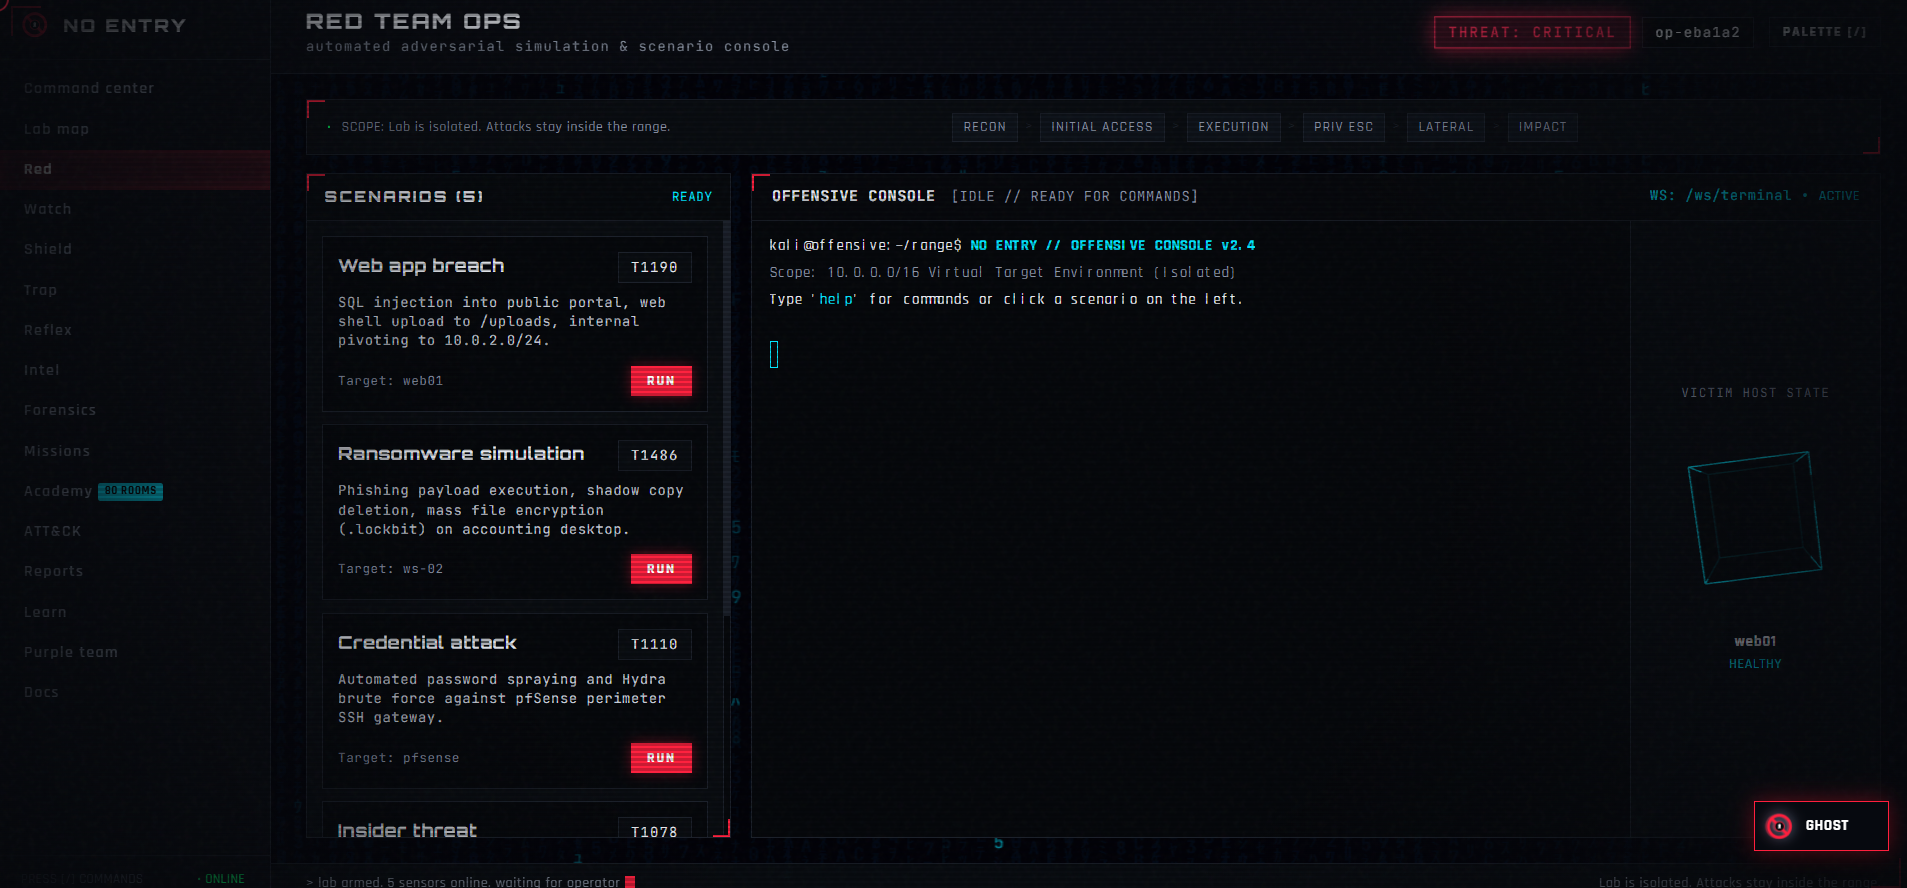 NO ENTRY
Command center
Lab map
Red
Watch
Shield
Trap
Reflex
Intel
Forensics
Missions
Academy 80 ROOMS
ATT&CK
Reports
Learn
Purple team
Docs
COMMANDS
• ONLINE
RED TEAM OPS
automated adversarial simulation & scenario console
THREAT: CRITICAL
op-eba1a2
PALETTE [/]
• SCOPE: Lab is isolated. Attacks stay inside the range.
RECON
INITIAL ACCESS
EXECUTION
PRIV ESC
LATERAL
IMPACT
SCENARIOS (5)
READY
Web app breach
T1190
SQL injection into public portal, web
shell upload to /uploads, internal
pivoting to 10.0.2.0/24.
Target: web01
RUN
Ransomware simulation
T1486
Phishing payload execution, shadow copy
deletion, mass file encryption
(.lockbit) on accounting desktop.
Target: ws-02
RUN
Credential attack
T1110
Automated password spraying and Hydra
brute force against pfSense perimeter
SSH gateway.
Target: pfsense
RUN
Insider threat
T1078
OFFENSIVE CONSOLE [IDLE // READY FOR COMMANDS]
WS: /ws/terminal • ACTIVE
kali@offensive:~/range$ NO ENTRY // OFFENSIVE CONSOLE v2.4
Scope: 10.0.0.0/16 Virtual Target Environment (Isolated)
Type 'help' for commands or click a scenario on the left.
VICTIM HOST STATE
web01
HEALTHY
GHOST
> lab armed. 5 sensors online. waiting for operator
Lab is isolated. Attacks stay inside the range.